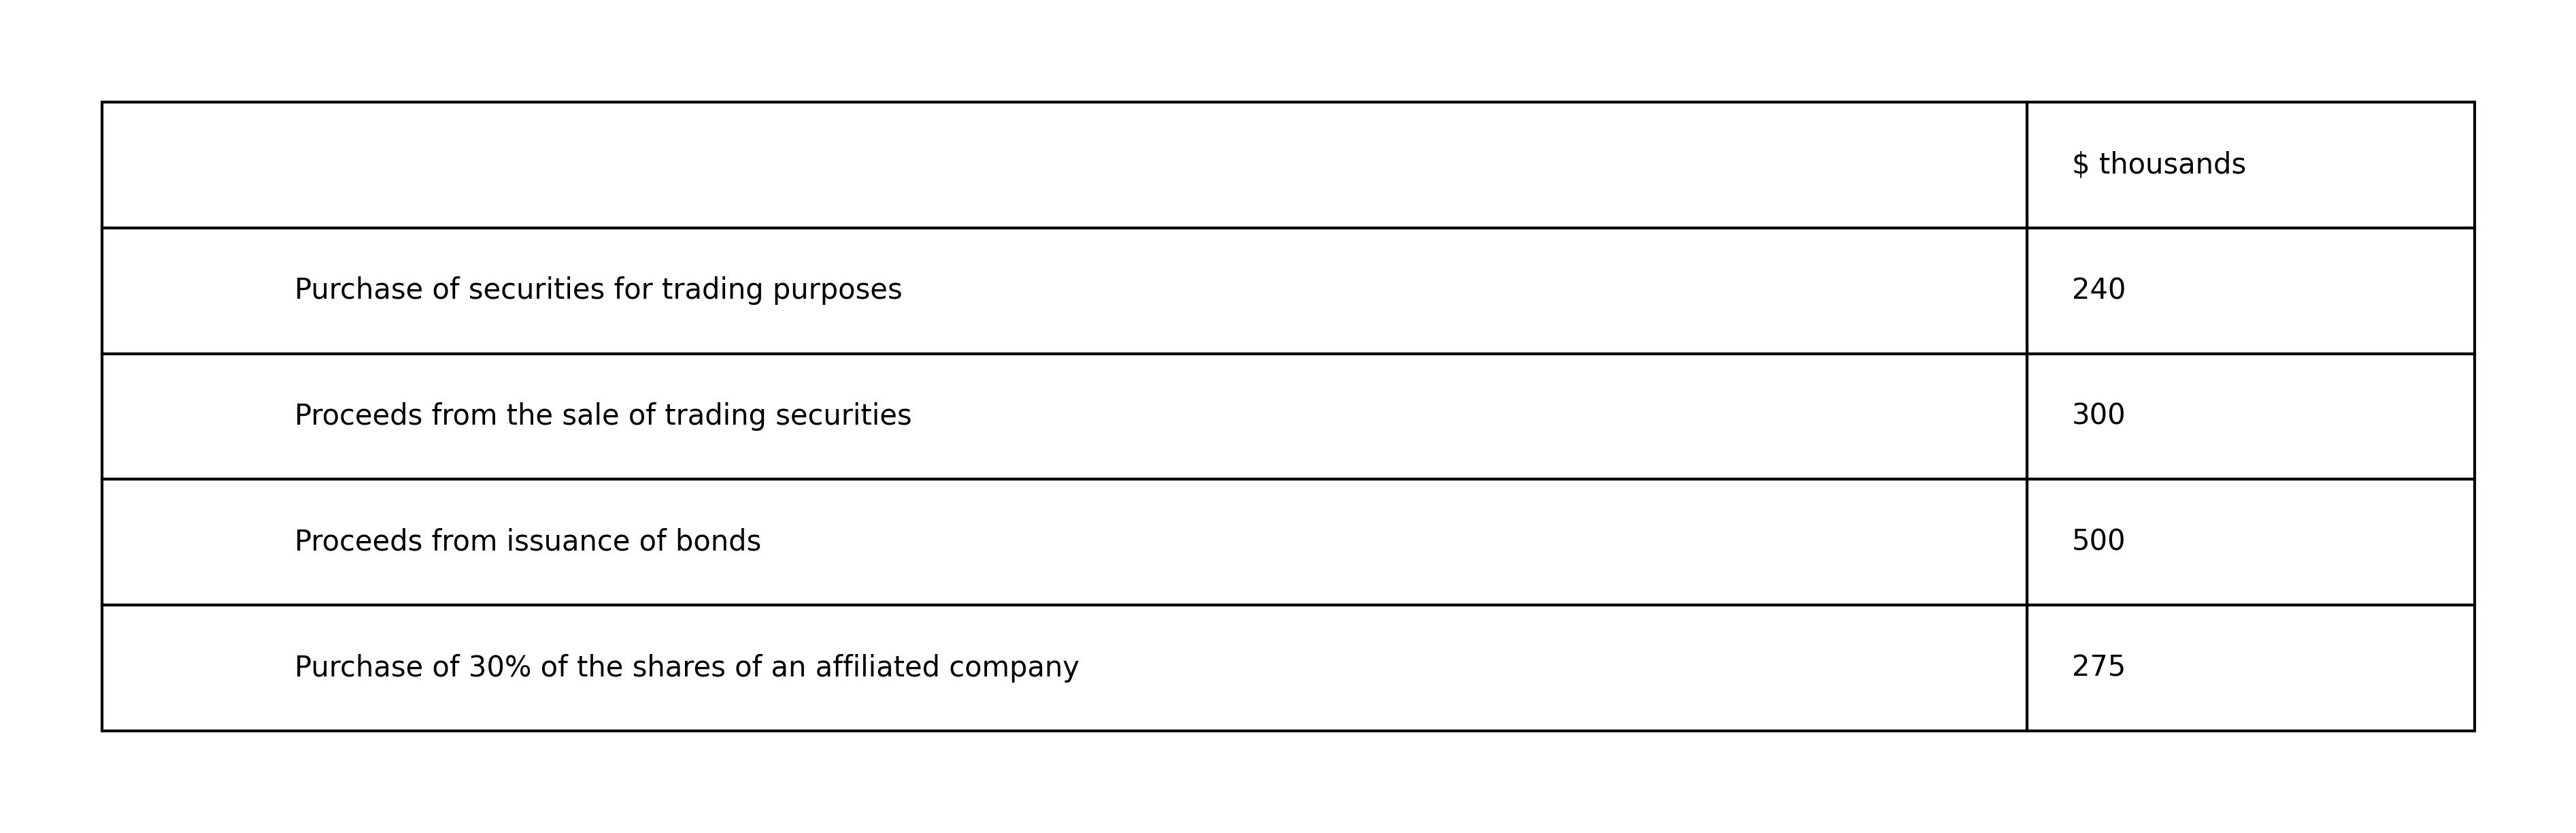 $ thousands
Purchase of securities for trading purposes 240
Proceeds from the sale of trading securities 300
Proceeds from issuance of bonds 500
Purchase of 30% of the shares of an affiliated company 275